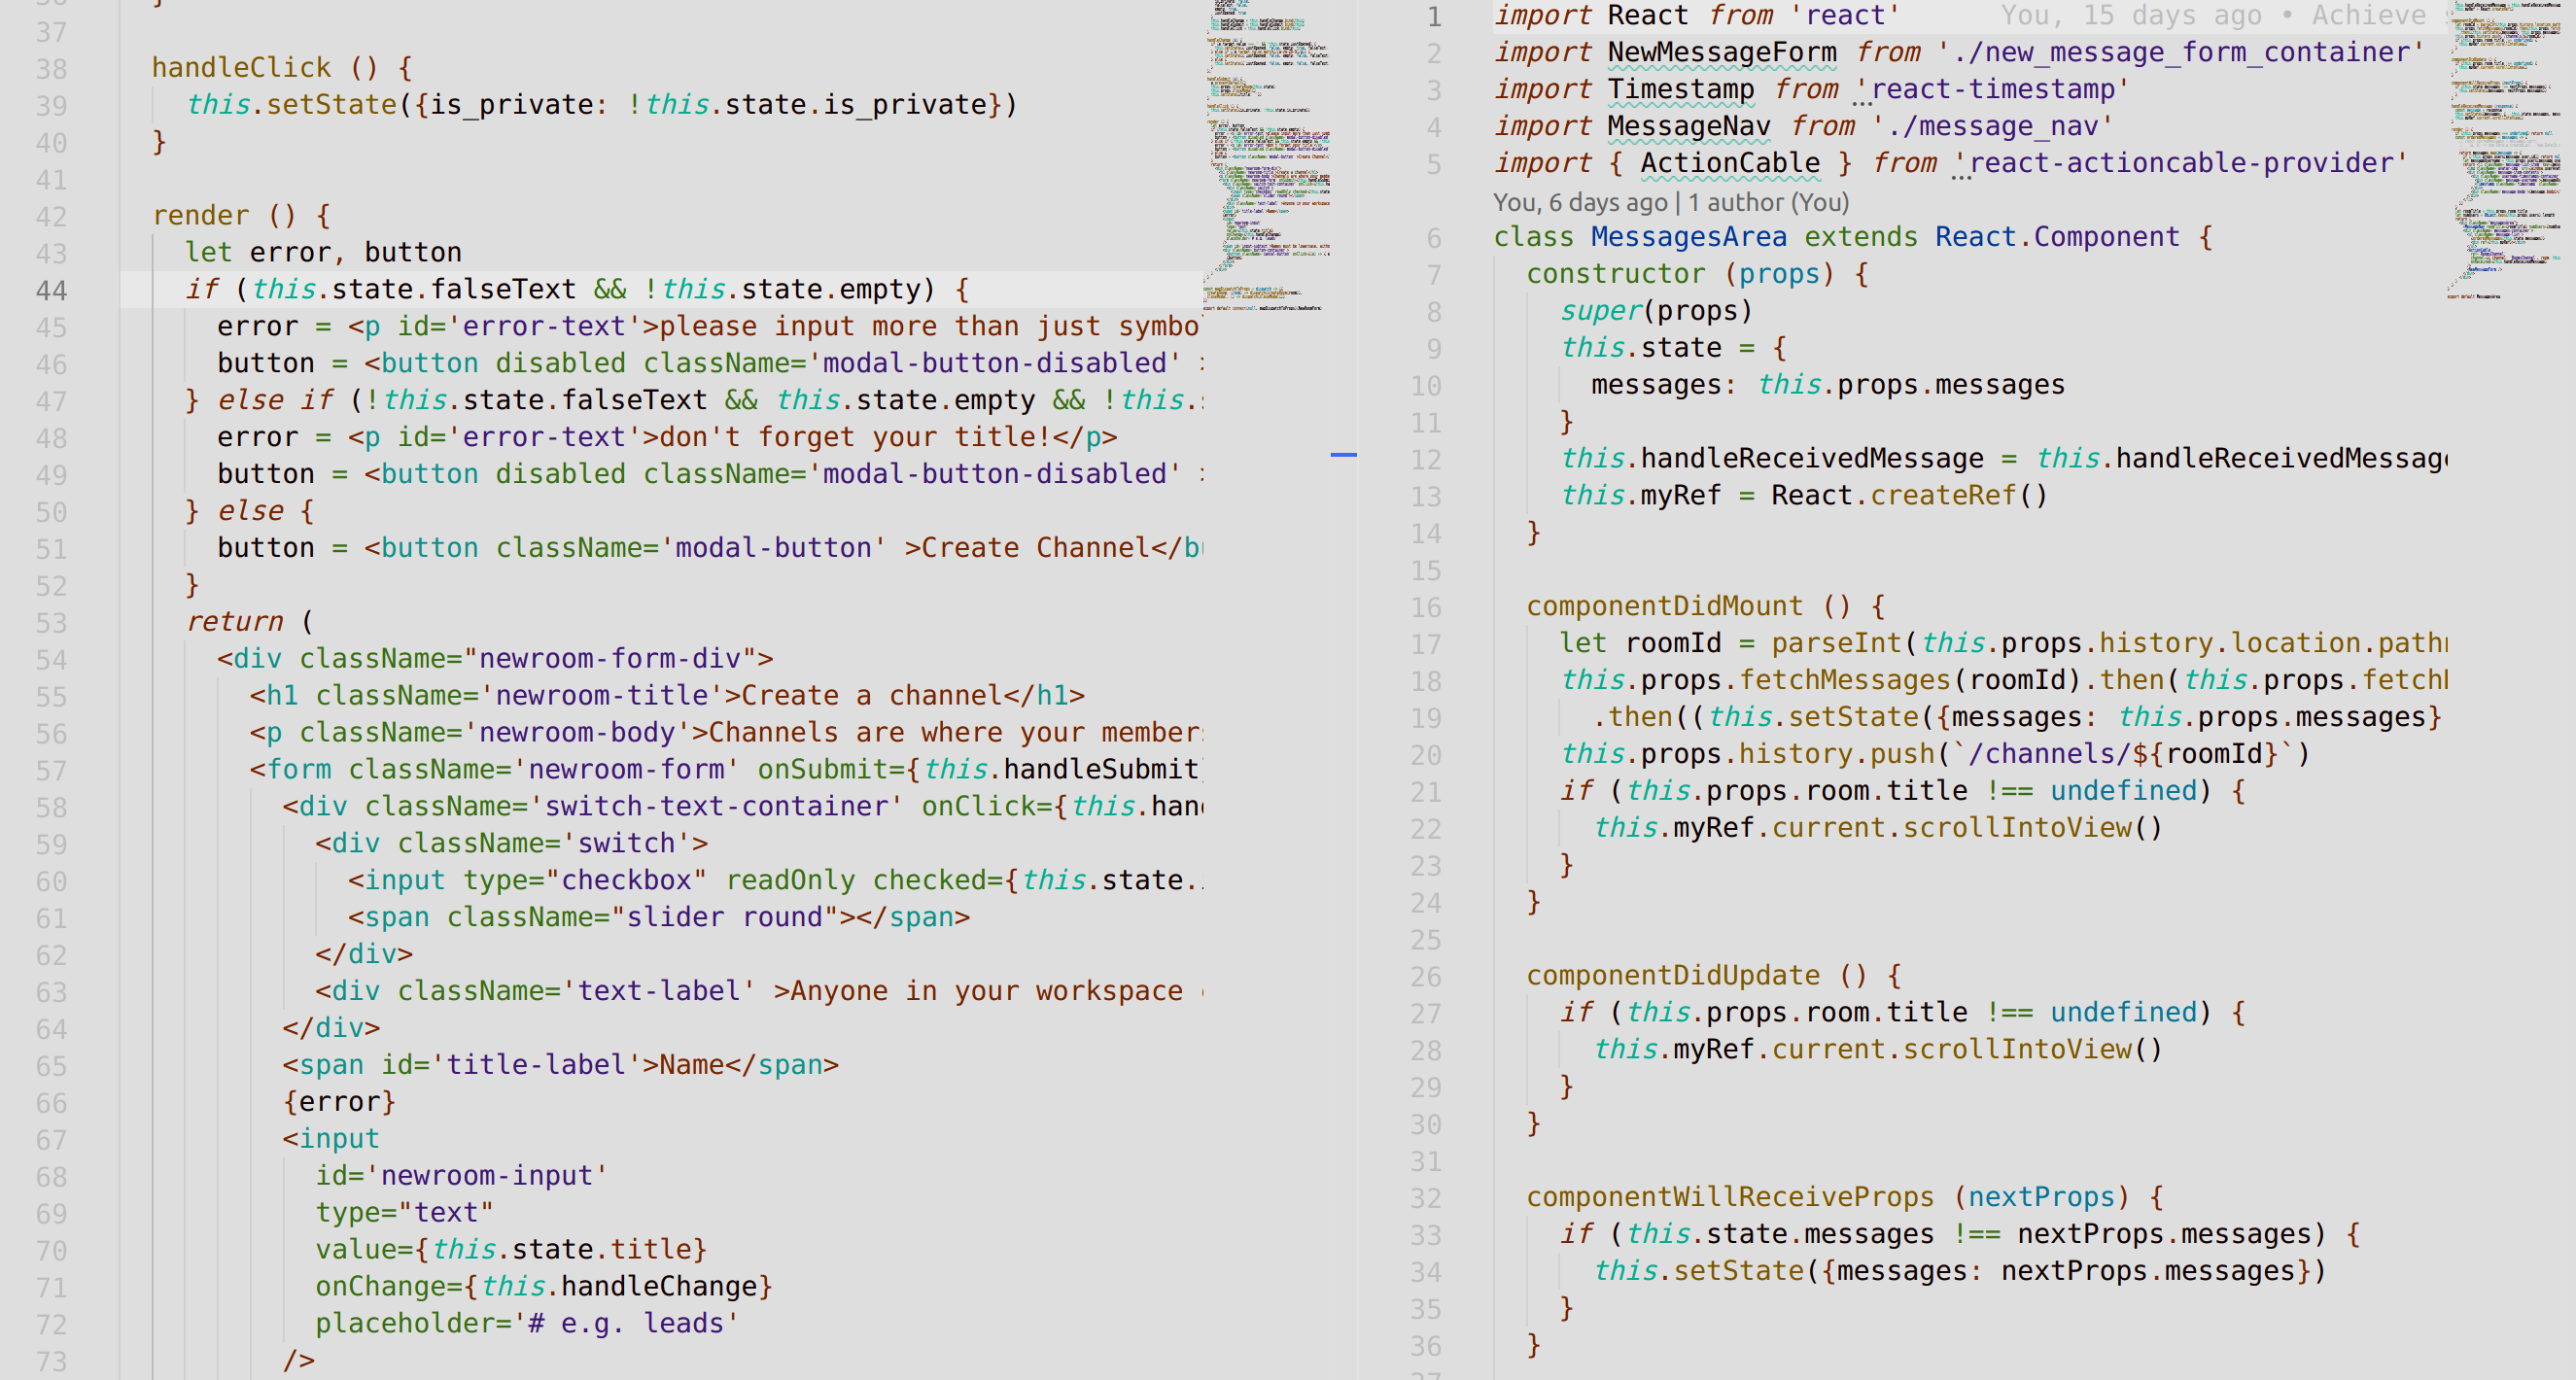 37
38 handleClick () {
39 this.setState({is_private: !this.state.is_private})
40 }
41
42 render () {
43 let error, button
44 if (this.state.falseText && !this.state.empty) {
45 error = <p id='error-text'>please input more than just symbo
46 button = <button disabled className='modal-button-disabled' >
47 } else if (!this.state.falseText && this.state.empty && !this.
48 error = <p id='error-text'>don't forget your title!</p>
49 button = <button disabled className='modal-button-disabled' >
50 } else {
51 button = <button className='modal-button' >Create Channel</bu
52 }
53 return (
54 <div className="newroom-form-div">
55 <h1 className='newroom-title'>Create a channel</h1>
56 <p className='newroom-body'>Channels are where your members
57 <form className='newroom-form' onSubmit={this.handleSubmit}
58 <div className='switch-text-container' onClick={this.hand
59 <div className='switch'>
60 <input type="checkbox" readOnly checked={this.state.
61 <span className="slider round"></span>
62 </div>
63 <div className='text-label' >Anyone in your workspace
64 </div>
65 <span id='title-label'>Name</span>
66 {error}
67 <input
68 id='newroom-input'
69 type="text"
70 value={this.state.title}
71 onChange={this.handleChange}
72 placeholder='# e.g. leads'
73 />
1 import React from 'react' You, 15 days ago • Achieve
2 import NewMessageForm from './new_message_form_container'
3 import Timestamp from 'react-timestamp'
4 import MessageNav from './message_nav'
5 import { ActionCable } from 'react-actioncable-provider'
You, 6 days ago | 1 author (You)
6 class MessagesArea extends React.Component {
7 constructor (props) {
8 super(props)
9 this.state = {
10 messages: this.props.messages
11 }
12 this.handleReceivedMessage = this.handleReceivedMessage
13 this.myRef = React.createRef()
14 }
15
16 componentDidMount () {
17 let roomId = parseInt(this.props.history.location.pathn
18 this.props.fetchMessages(roomId).then(this.props.fetch
19 .then((this.setState({messages: this.props.messages}
20 this.props.history.push(`/channels/${roomId}`)
21 if (this.props.room.title !== undefined) {
22 this.myRef.current.scrollIntoView()
23 }
24 }
25
26 componentDidUpdate () {
27 if (this.props.room.title !== undefined) {
28 this.myRef.current.scrollIntoView()
29 }
30 }
31
32 componentWillReceiveProps (nextProps) {
33 if (this.state.messages !== nextProps.messages) {
34 this.setState({messages: nextProps.messages})
35 }
36 }